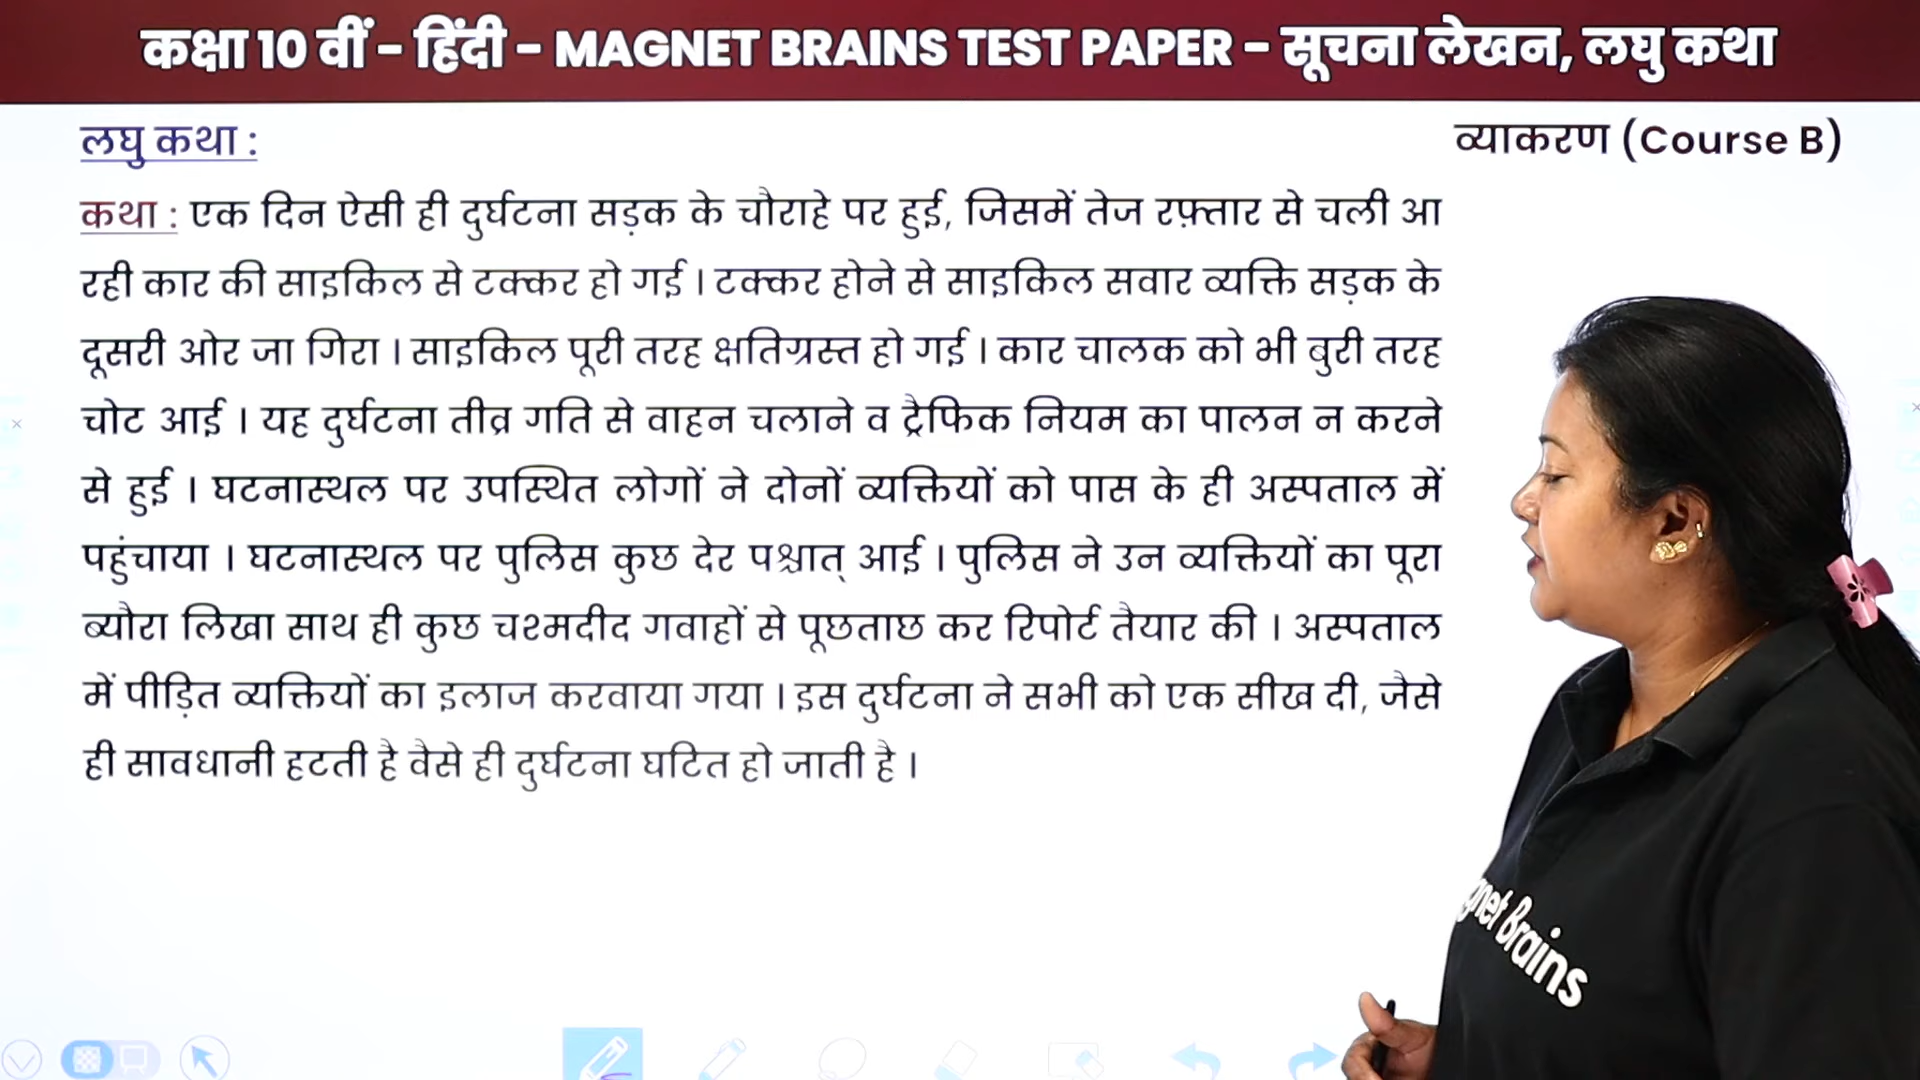 कक्षा 10 वीं - हिंदी - MAGNET BRAINS TEST PAPER - सूचना लेखन, लघु कथा
लघु कथा :
व्याकरण (Course B)
कथा : एक दिन ऐसी ही दुर्घटना सड़क के चौराहे पर हुई, जिसमें तेज रफ़्तार से चली आ
रही कार की साइकिल से टक्कर हो गई । टक्कर होने से साइकिल सवार व्यक्ति सड़क के
दूसरी ओर जा गिरा । साइकिल पूरी तरह क्षतिग्रस्त हो गई । कार चालक को भी बुरी तरह
चोट आई । यह दुर्घटना तीव्र गति से वाहन चलाने व ट्रैफिक नियम का पालन न करने
से हुई । घटनास्थल पर उपस्थित लोगों ने दोनों व्यक्तियों को पास के ही अस्पताल में
पहुंचाया । घटनास्थल पर पुलिस कुछ देर पश्चात् आई । पुलिस ने उन व्यक्तियों का पूरा
ब्यौरा लिखा साथ ही कुछ चश्मदीद गवाहों से पूछताछ कर रिपोर्ट तैयार की । अस्पताल
में पीड़ित व्यक्तियों का इलाज करवाया गया । इस दुर्घटना ने सभी को एक सीख दी, जैसे
ही सावधानी हटती है वैसे ही दुर्घटना घटित हो जाती है ।
gnet Brains